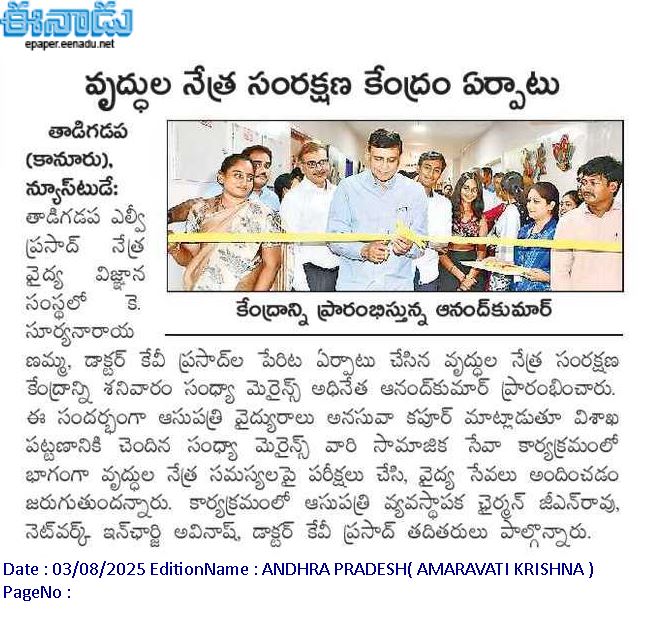 ఈనాడు
epaper.eenadu.net
వృద్ధుల నేత్ర సంరక్షణ కేంద్రం ఏర్పాటు
తాడిగడప
(కానూరు),
న్యూస్‌టుడే:
తాడిగడప ఎల్వీ
ప్రసాద్ నేత్ర
వైద్య విజ్ఞాన
సంస్థలో కె.
సూర్యనారాయ
కేంద్రాన్ని ప్రారంభిస్తున్న ఆనంద్‌కుమార్
ణమ్మ, డాక్టర్ కేవీ ప్రసాద్‌ల పేరిట ఏర్పాటు చేసిన వృద్ధుల నేత్ర సంరక్షణ
కేంద్రాన్ని శనివారం సంధ్యా మెరైన్స్ అధినేత ఆనంద్‌కుమార్ ప్రారంభించారు.
ఈ సందర్భంగా ఆసుపత్రి వైద్యురాలు అనసువా కపూర్ మాట్లాడుతూ విశాఖ
పట్టణానికి చెందిన సంధ్యా మెరైన్స్ వారి సామాజిక సేవా కార్యక్రమంలో
భాగంగా వృద్ధుల నేత్ర సమస్యలపై పరీక్షలు చేసి, వైద్య సేవలు అందించడం
జరుగుతుందన్నారు. కార్యక్రమంలో ఆసుపత్రి వ్యవస్థాపక ఛైర్మన్ జీఎన్‌రావు,
నెట్‌వర్క్ ఇన్‌ఛార్జి అవినాష్, డాక్టర్ కేవీ ప్రసాద్ తదితరులు పాల్గొన్నారు.
Date : 03/08/2025 EditionName : ANDHRA PRADESH( AMARAVATI KRISHNA )
PageNo :